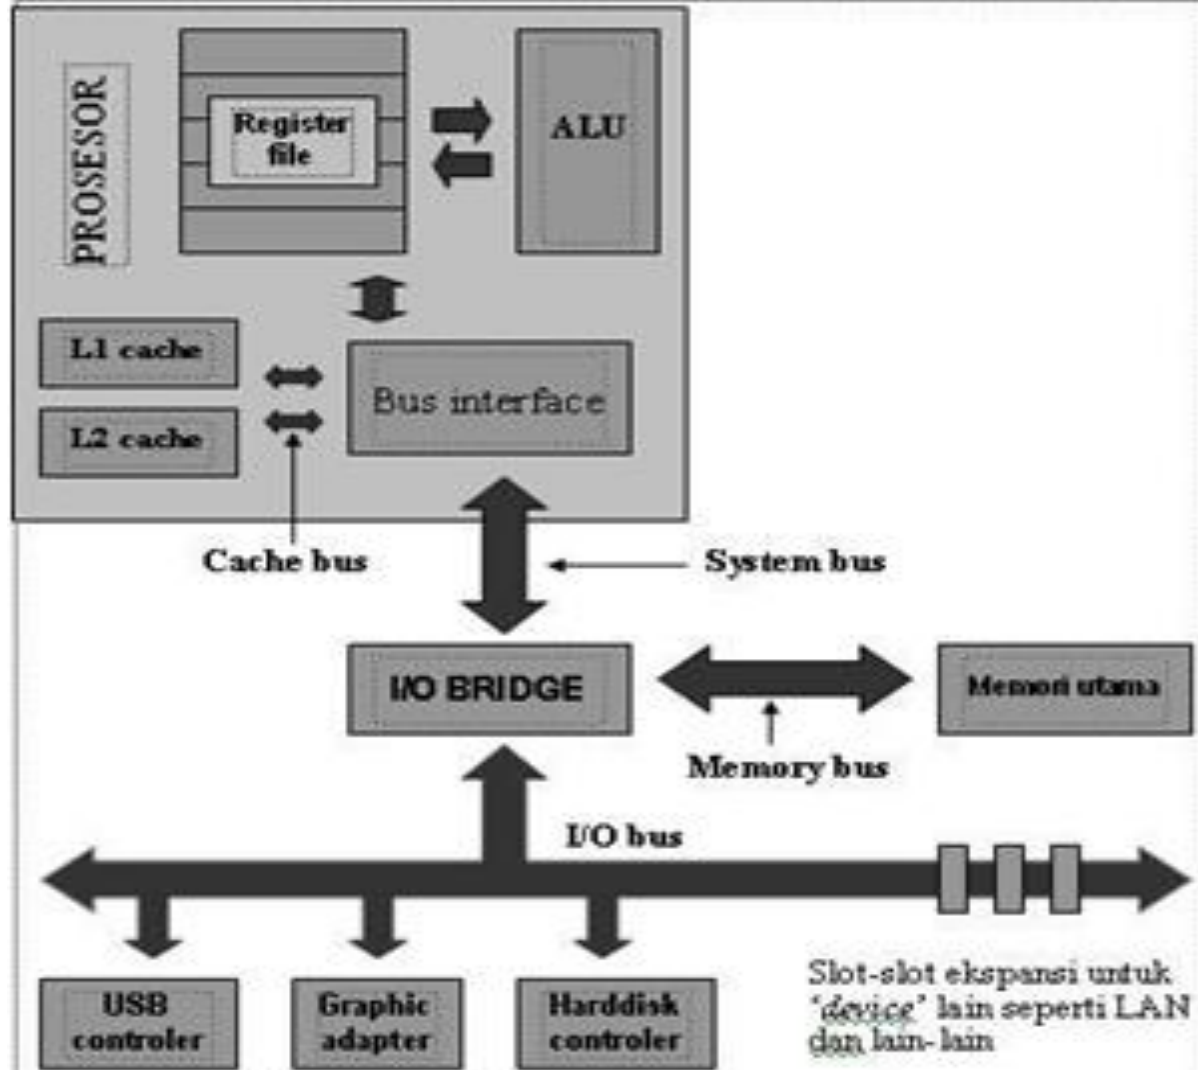 PROSESOR
Register
file
ALU
L1 cache
L2 cache
Bus interface
Cache bus
System bus
I/O BRIDGE
Memori utama
Memory bus
I/O bus
USB
controler
Graphic
adapter
Harddisk
controler
Slot-slot ekspansi untuk
‘device’ lain seperti LAN
dan lain-lain